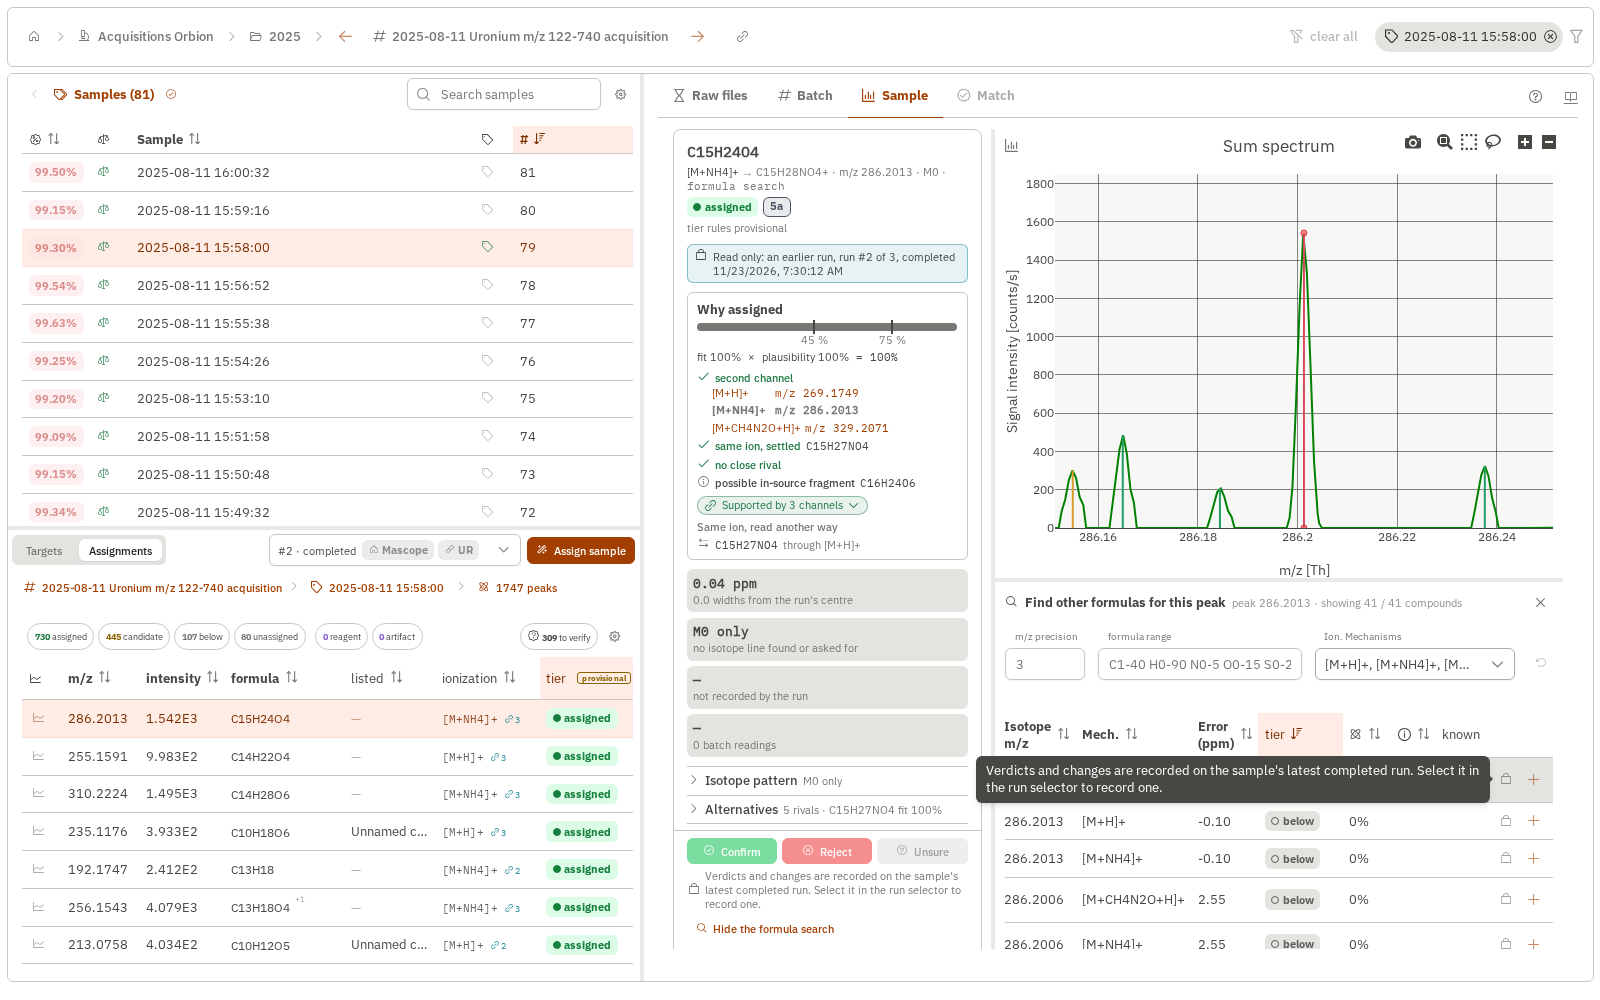 Acquisitions Orbion
2025
2025-08-11 Uronium m/z 122-740 acquisition
clear all
2025-08-11 15:58:00
Samples (81)
Search samples
Sample
#
99.50% 2025-08-11 16:00:32 81
99.15% 2025-08-11 15:59:16 80
99.30% 2025-08-11 15:58:00 79
99.54% 2025-08-11 15:56:52 78
99.63% 2025-08-11 15:55:38 77
99.25% 2025-08-11 15:54:26 76
99.20% 2025-08-11 15:53:10 75
99.09% 2025-08-11 15:51:58 74
99.15% 2025-08-11 15:50:48 73
99.34% 2025-08-11 15:49:32 72
Targets Assignments
#2 · completed Mascope UR
Assign sample
2025-08-11 Uronium m/z 122-740 acquisition 2025-08-11 15:58:00 1747 peaks
730 assigned 445 candidate 107 below 80 unassigned 0 reagent 0 artifact 309 to verify
m/z intensity formula listed ionization tier provisional
286.2013 1.542E3 C15H24O4 — [M+NH4]+ 3 assigned
255.1591 9.983E2 C14H22O4 — [M+H]+ 3 assigned
310.2224 1.495E3 C14H28O6 — [M+NH4]+ 3 assigned
235.1176 3.933E2 C10H18O6 Unnamed c... [M+H]+ 3 assigned
192.1747 2.412E2 C13H18 — [M+NH4]+ 2 assigned
256.1543 4.079E3 C13H18O4 +1 — [M+NH4]+ 3 assigned
213.0758 4.034E2 C10H12O5 Unnamed c... [M+H]+ 2 assigned
Raw files Batch Sample Match
C15H24O4
[M+NH4]+ → C15H28NO4+ · m/z 286.2013 · M0 ·
formula search
assigned 5a
tier rules provisional
Read only: an earlier run, run #2 of 3, completed
11/23/2026, 7:30:12 AM
Why assigned
45 % 75 %
fit 100% × plausibility 100% = 100%
second channel
[M+H]+ m/z 269.1749
[M+NH4]+ m/z 286.2013
[M+CH4N2O+H]+ m/z 329.2071
same ion, settled C15H27NO4
no close rival
possible in-source fragment C16H24O6
Supported by 3 channels
Same ion, read another way
C15H27NO4 through [M+H]+
0.04 ppm
0.0 widths from the run's centre
M0 only
no isotope line found or asked for
—
not recorded by the run
—
0 batch readings
Isotope pattern M0 only
Alternatives 5 rivals · C15H27NO4 fit 100%
Confirm Reject Unsure
Verdicts and changes are recorded on the sample's
latest completed run. Select it in the run selector to
record one.
Hide the formula search
Sum spectrum
Signal intensity [counts/s]
1800
1600
1400
1200
1000
800
600
400
200
0
286.16 286.18 286.2 286.22 286.24
m/z [Th]
Find other formulas for this peak peak 286.2013 · showing 41 / 41 compounds
m/z precision formula range Ion. Mechanisms
3 C1-40 H0-90 N0-5 O0-15 S0-2 [M+H]+, [M+NH4]+, [M...
Isotope m/z Mech. Error (ppm) tier known
Verdicts and changes are recorded on the sample's latest completed run. Select it in
the run selector to record one.
286.2013 [M+H]+ -0.10 below 0%
286.2013 [M+NH4]+ -0.10 below 0%
286.2006 [M+CH4N2O+H]+ 2.55 below 0%
286.2006 [M+NH4]+ 2.55 below 0%